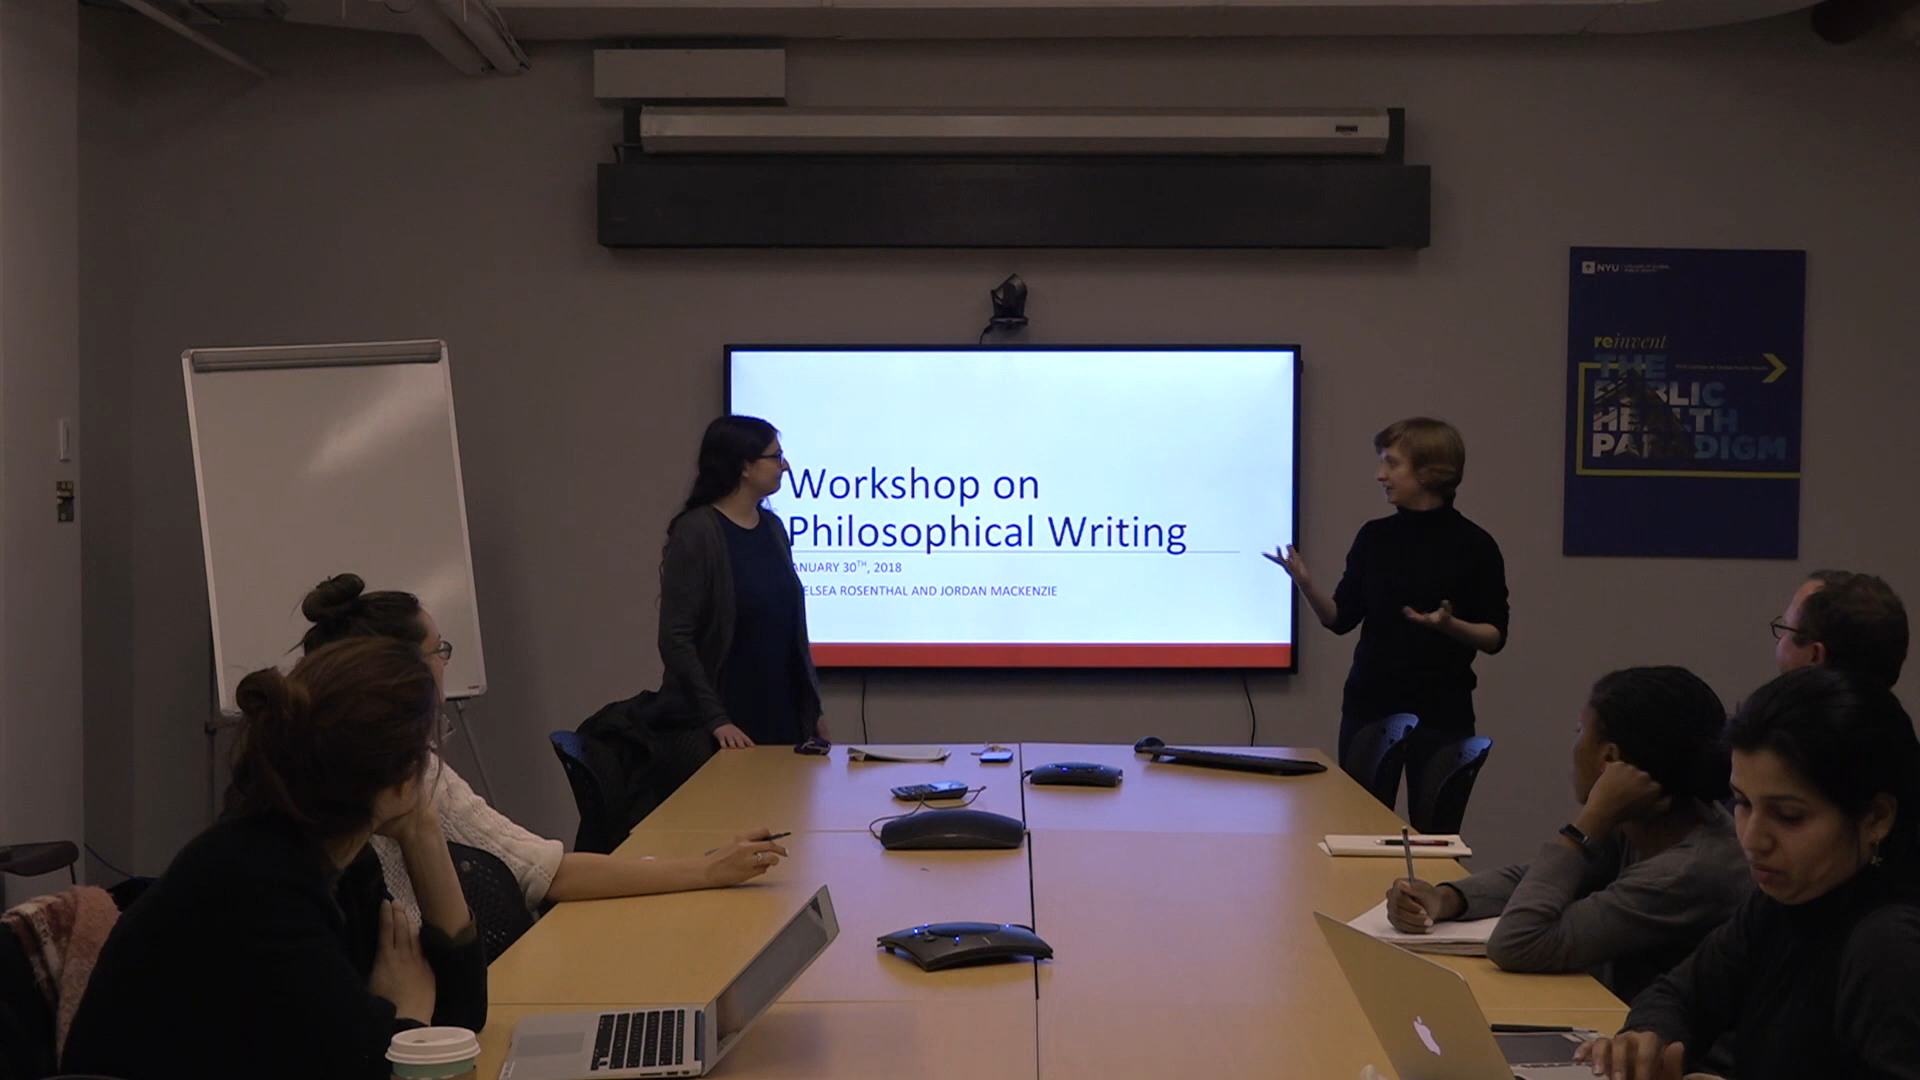 Workshop on
Philosophical Writing
ANUARY 30TH, 2018
ELSEA ROSENTHAL AND JORDAN MACKENZIE
NYU
reinvent
THE
PUBLIC
HEALTH
PARADIGM